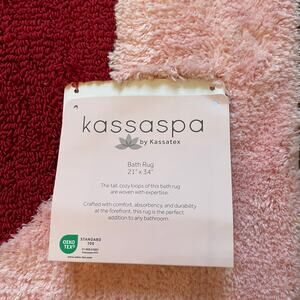 kassaspa
by Kassatex
Bath Rug
21" x 34"
The tall, cozy loops of this bath rug
are woven with expertise.
Crafted with comfort, absorbency, and durability
at the forefront, this rug is the perfect
addition to any bathroom.
OEKO
TEX®
STANDARD
100